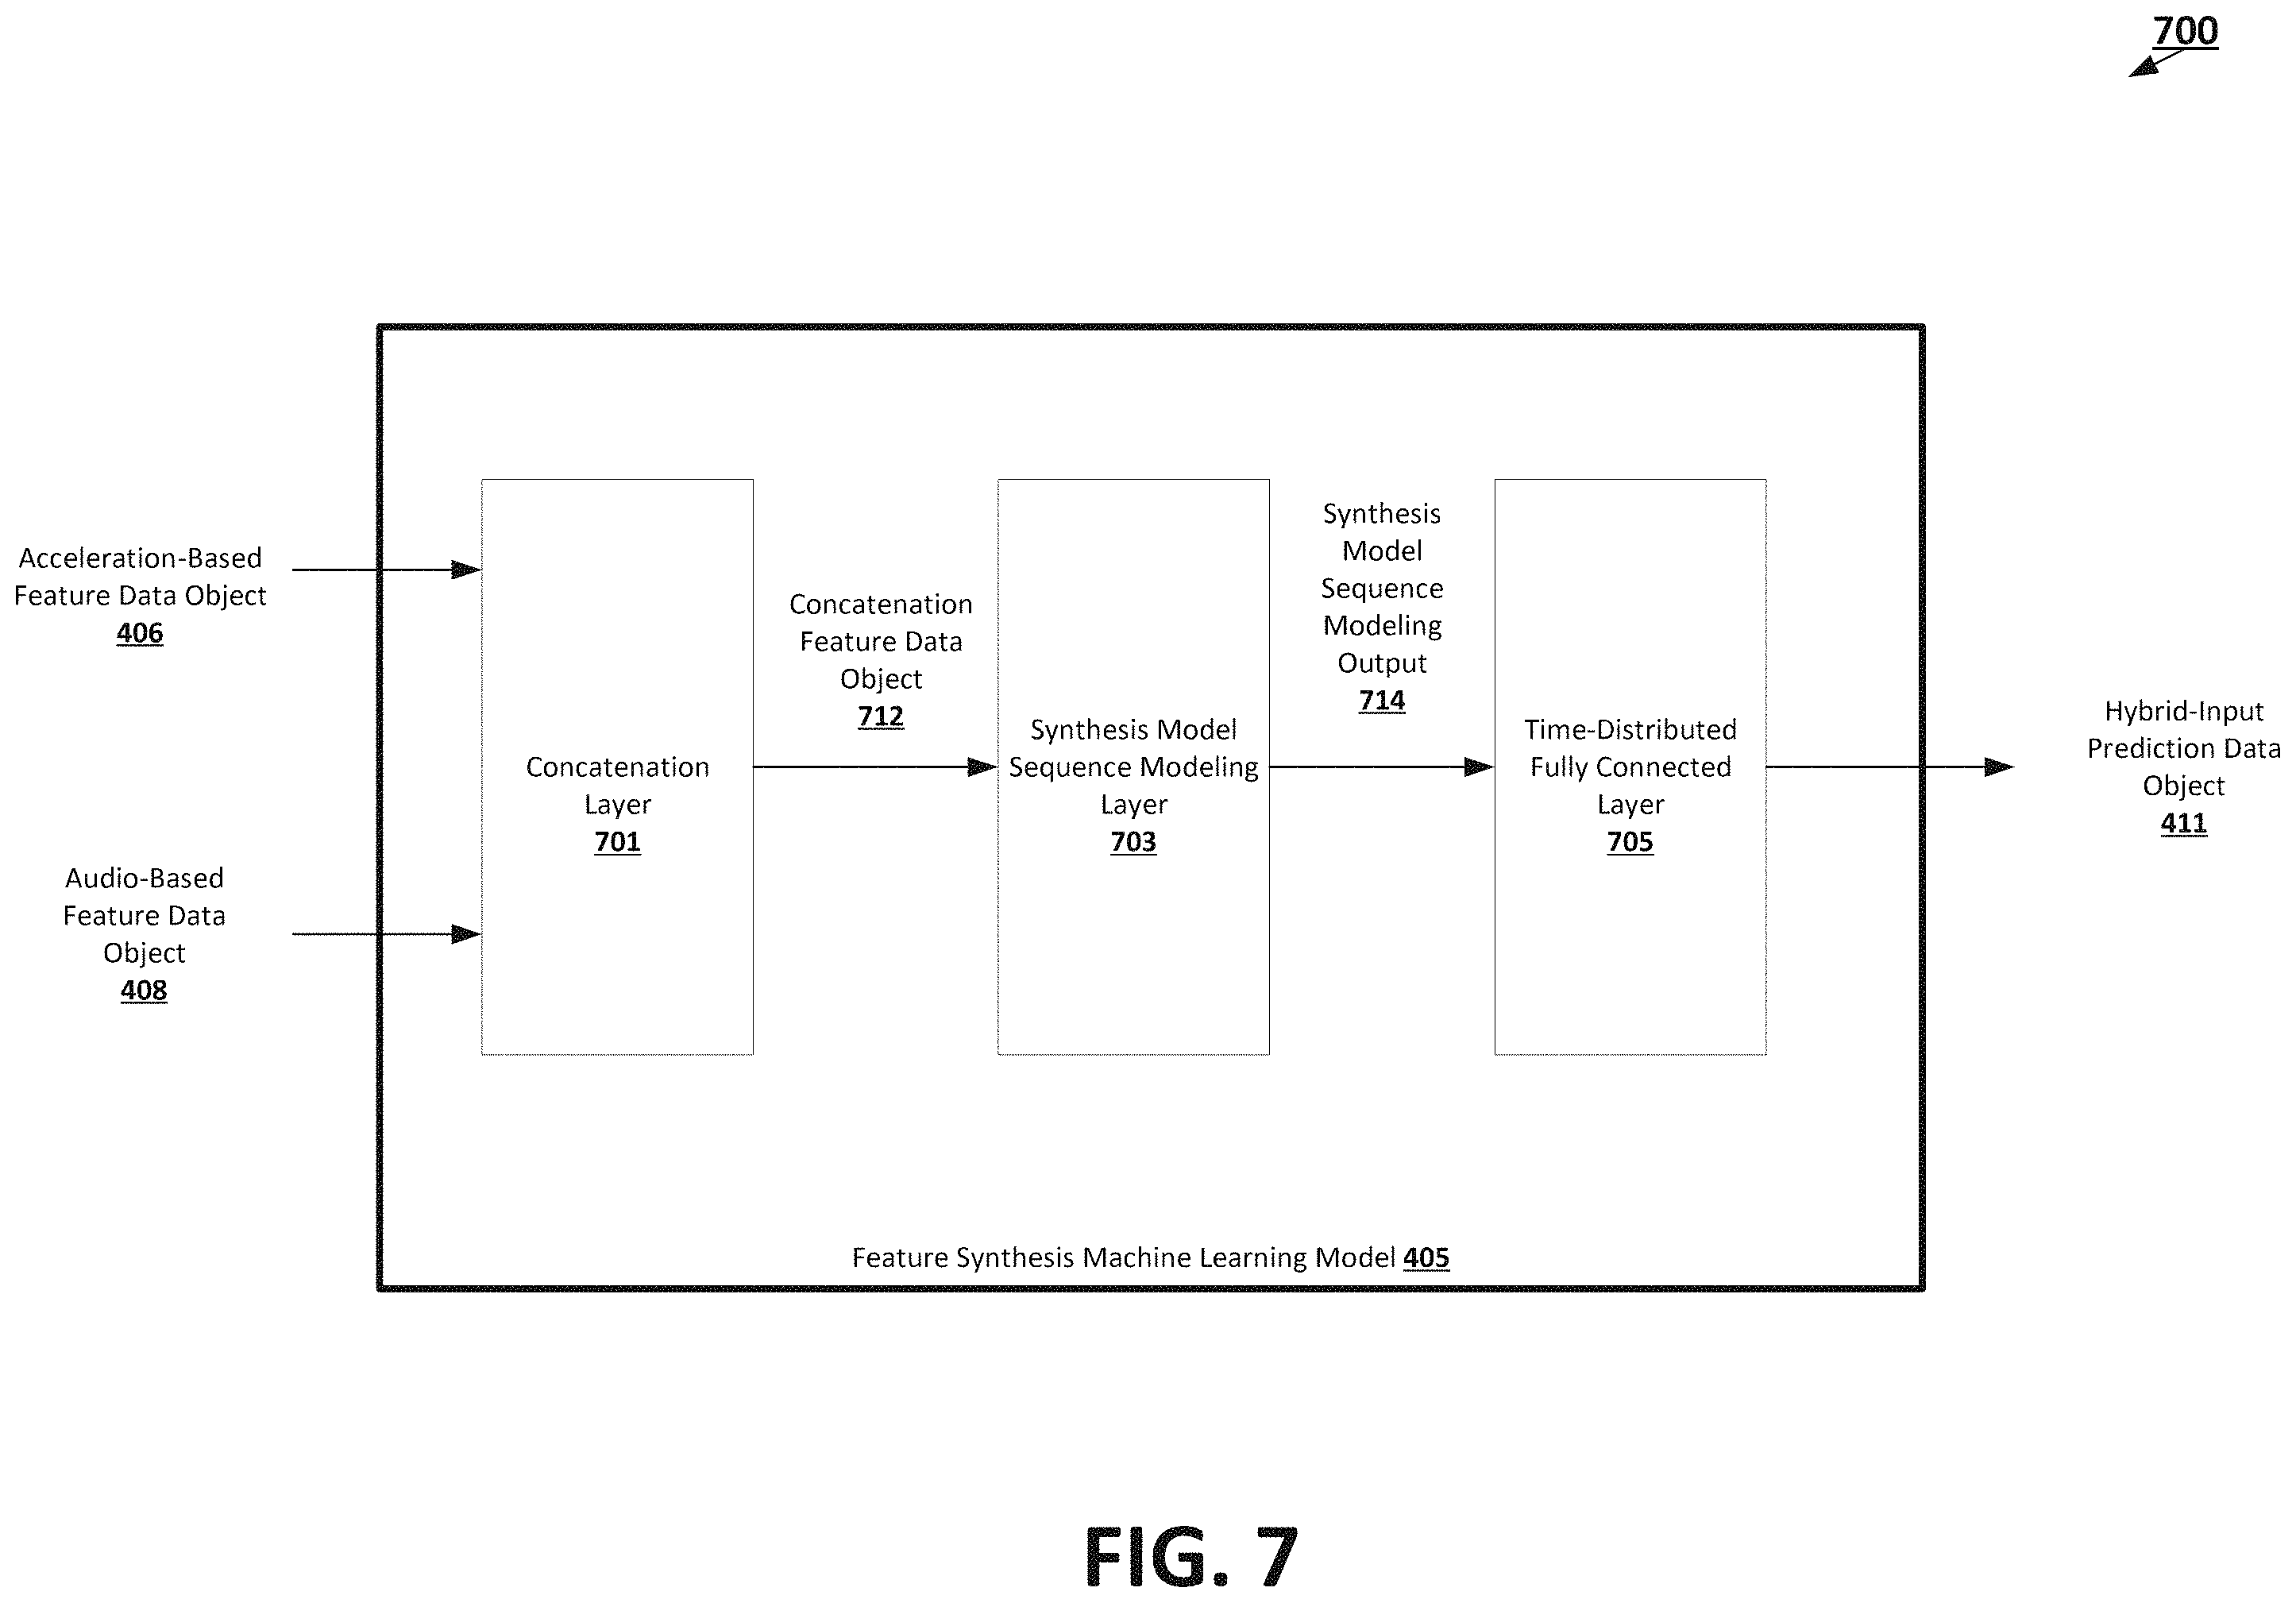 700
Acceleration-Based
Feature Data Object
406
Audio-Based
Feature Data
Object
408
Concatenation
Layer
701
Concatenation
Feature Data
Object
712
Synthesis Model
Sequence Modeling
Layer
703
Synthesis
Model
Sequence
Modeling
Output
714
Time-Distributed
Fully Connected
Layer
705
Hybrid-Input
Prediction Data
Object
411
Feature Synthesis Machine Learning Model 405
FIG. 7